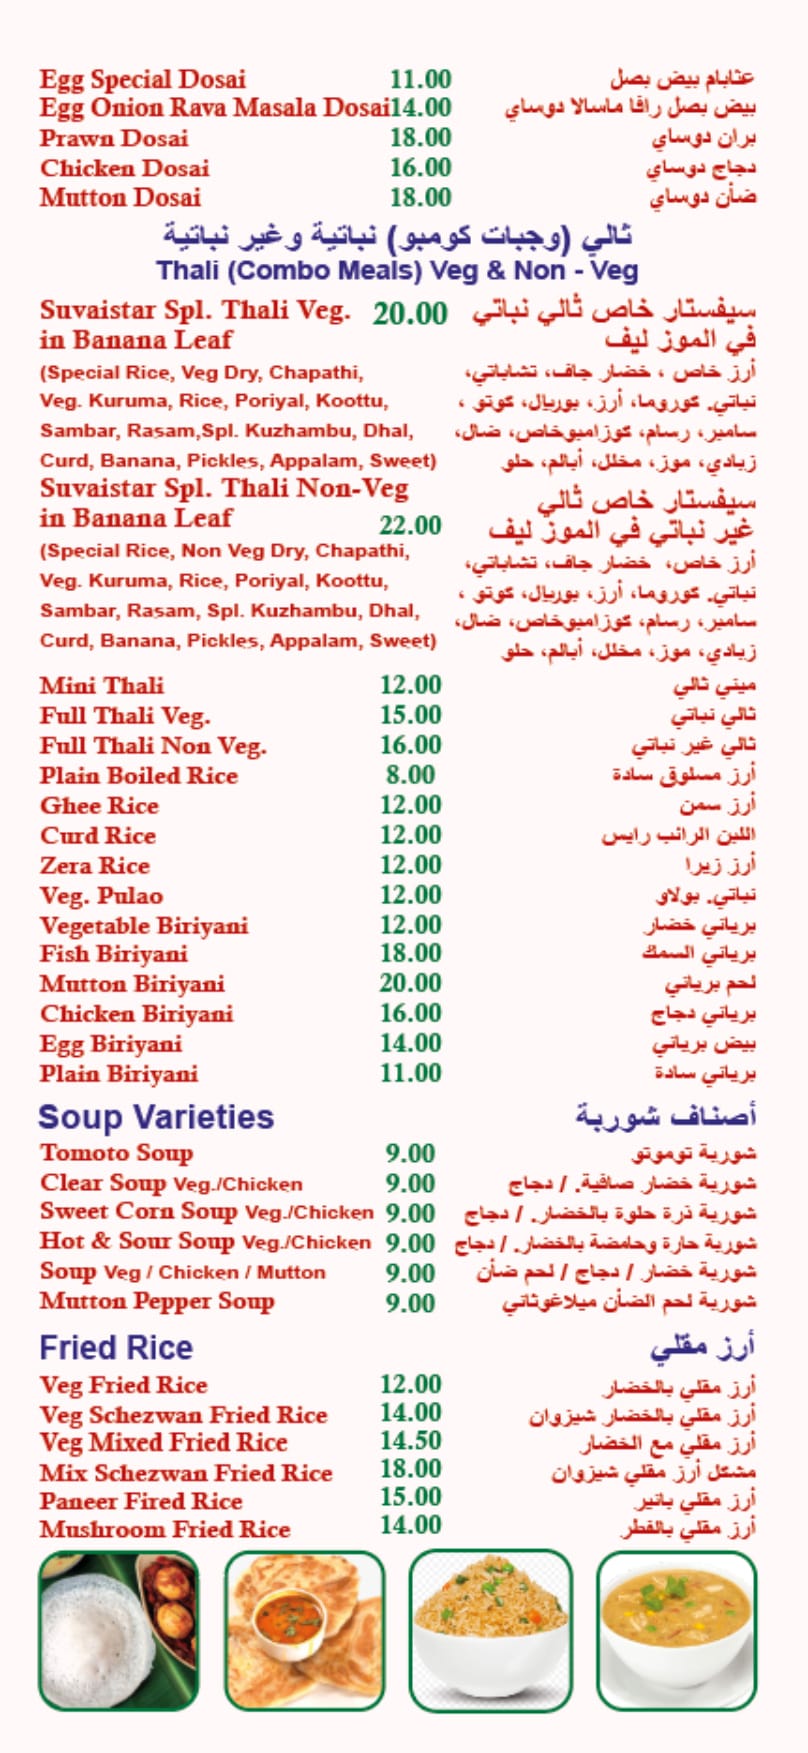 Egg Special Dosai 11.00 عثابام بيض بصل
Egg Onion Rava Masala Dosai14.00 بيض بصل رافا ماسالا دوساي
Prawn Dosai 18.00 بران دوساي
Chicken Dosai 16.00 دجاج دوساي
Mutton Dosai 18.00 ضأن دوساي
ثالي (وجبات كومبو) نباتية وغير نباتية
Thali (Combo Meals) Veg & Non - Veg
Suvaistar Spl. Thali Veg. 20.00 سيفستار خاص ثالي نباتي
in Banana Leaf في الموز ليف
(Special Rice, Veg Dry, Chapathi, أرز خاص ، خضار جاف، تشاباتي،
Veg. Kuruma, Rice, Poriyal, Koottu, نباتي. كوروما، أرز، بوريال، كوتو ،
Sambar, Rasam,Spl. Kuzhambu, Dhal, سامبر، رسام، كوزامبوخاص، ضال،
Curd, Banana, Pickles, Appalam, Sweet) زبادي، موز، مخلل، أبالم، حلو
Suvaistar Spl. Thali Non-Veg سيفستار خاص ثالي
in Banana Leaf 22.00 غير نباتي في الموز ليف
(Special Rice, Non Veg Dry, Chapathi, أرز خاص، خضار جاف، تشاباتي،
Veg. Kuruma, Rice, Poriyal, Koottu, نباتي. كوروما، أرز، بوريال، كوتو ،
Sambar, Rasam, Spl. Kuzhambu, Dhal, سامبر، رسام، كوزامبوخاص، ضال،
Curd, Banana, Pickles, Appalam, Sweet) زبادي، موز، مخلل، أبالم، حلو
Mini Thali 12.00 ميني ثالي
Full Thali Veg. 15.00 ثالي نباتي
Full Thali Non Veg. 16.00 ثالي غير نباتي
Plain Boiled Rice 8.00 أرز مسلوق سادة
Ghee Rice 12.00 أرز سمن
Curd Rice 12.00 اللبن الرائب رايس
Zera Rice 12.00 أرز زيرا
Veg. Pulao 12.00 نباتي. بولاو
Vegetable Biriyani 12.00 برياني خضار
Fish Biriyani 18.00 برياني السمك
Mutton Biriyani 20.00 لحم برياني
Chicken Biriyani 16.00 برياني دجاج
Egg Biriyani 14.00 بيض برياني
Plain Biriyani 11.00 برياني سادة
Soup Varieties أصناف شوربة
Tomoto Soup 9.00 شوربة توموتو
Clear Soup Veg./Chicken 9.00 شوربة خضار صافية. / دجاج
Sweet Corn Soup Veg./Chicken 9.00 شوربة ذرة حلوة بالخضار. / دجاج
Hot & Sour Soup Veg./Chicken 9.00 شوربة حارة وحامضة بالخضار. / دجاج
Soup Veg / Chicken / Mutton 9.00 شوربة خضار / دجاج / لحم ضأن
Mutton Pepper Soup 9.00 شوربة لحم الضأن ميلاغوثاني
Fried Rice أرز مقلي
Veg Fried Rice 12.00 أرز مقلي بالخضار
Veg Schezwan Fried Rice 14.00 أرز مقلي بالخضار شيزوان
Veg Mixed Fried Rice 14.50 أرز مقلي مع الخضار
Mix Schezwan Fried Rice 18.00 مشكل أرز مقلي شيزوان
Paneer Fired Rice 15.00 أرز مقلي بانير
Mushroom Fried Rice 14.00 أرز مقلي بالفطر